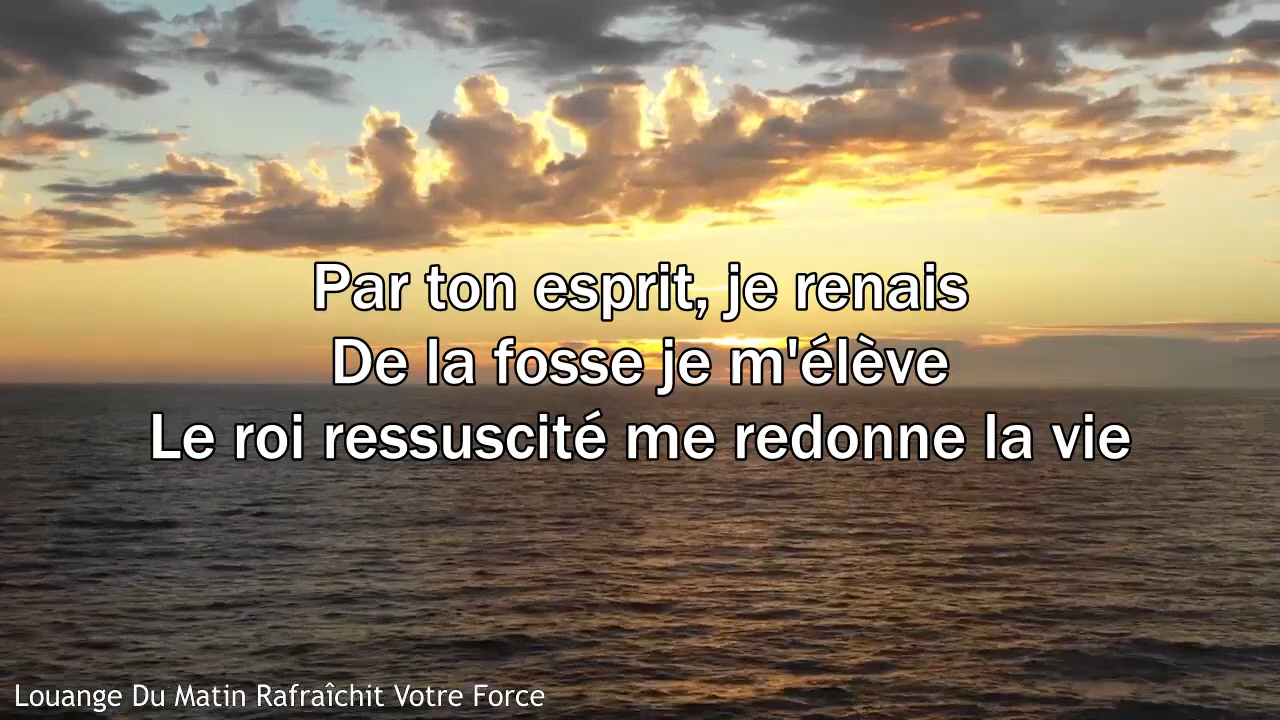 Par ton esprit, je renais
De la fosse je m'élève
Le roi ressuscité me redonne la vie
Louange Du Matin Rafraîchit Votre Force